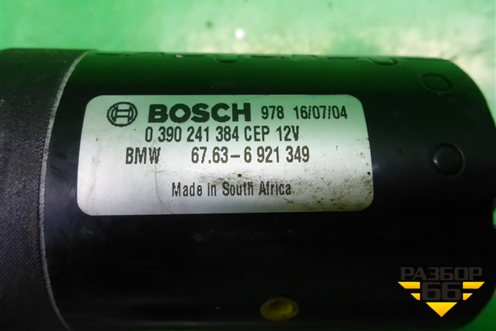 BOSCH 978 16/07/04
0 390 241 384 CEP 12V
BMW 67.63-6 921 349
Made in South Africa
РАЗБОР
66